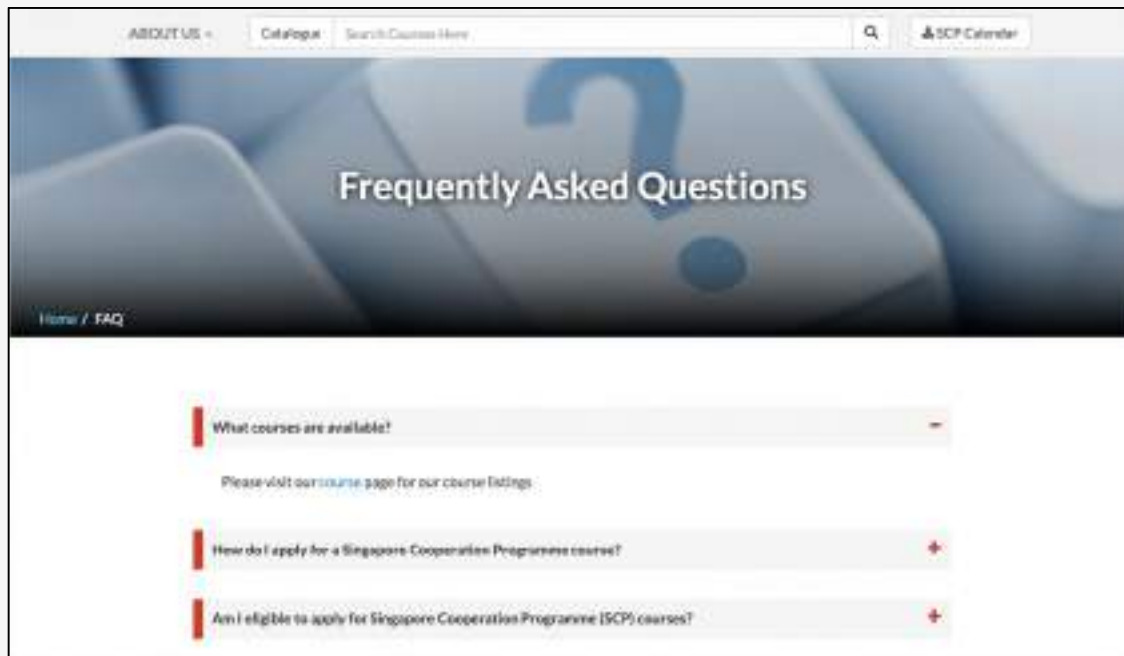 ABOUT US
Catalogue Search Courses Here SCP Calendar
Frequently Asked Questions
Home / FAQ
What courses are available?
Please visit our course page for our course listings
How do I apply for a Singapore Cooperation Programme course?
Am I eligible to apply for Singapore Cooperation Programme (SCP) courses?